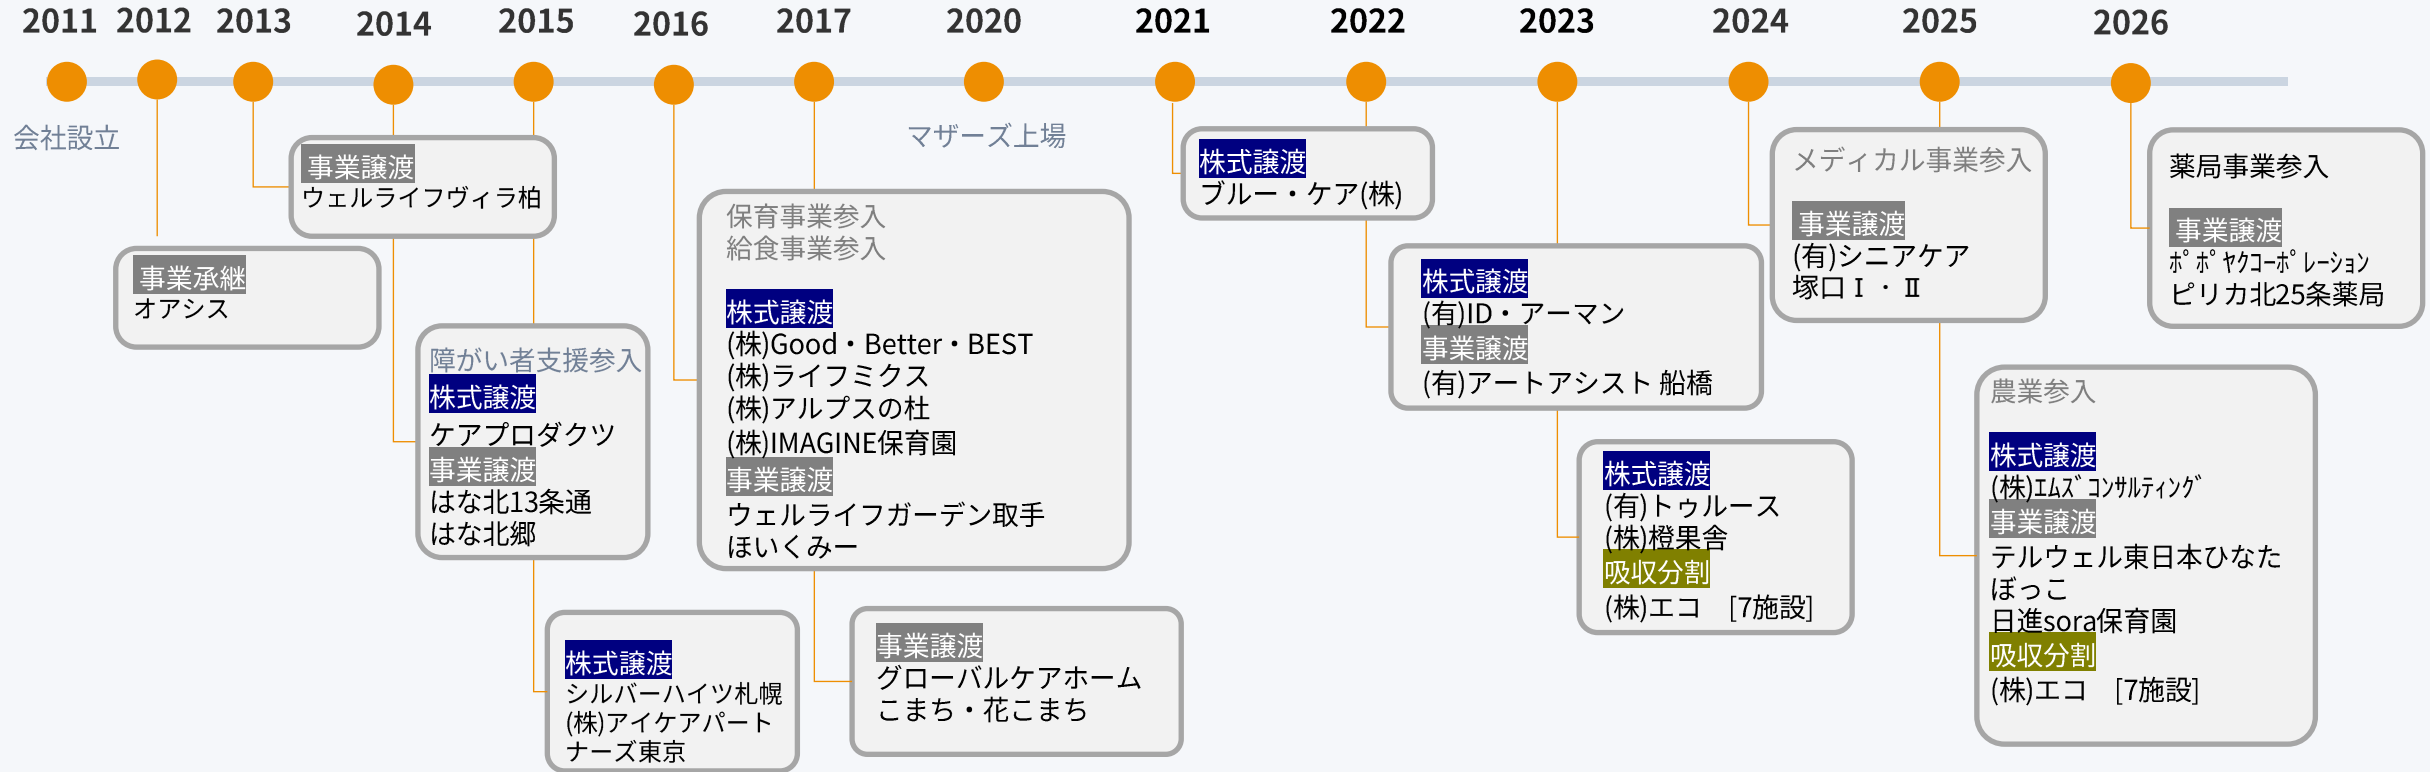 2011 2012 2013 2014 2015 2016 2017 2020 2021 2022 2023 2024 2025 2026
会社設立
事業承継
オアシス
事業譲渡
ウェルライフヴィラ柏
障がい者支援参入
株式譲渡
ケアプロダクツ
事業譲渡
はな北13条通
はな北郷
株式譲渡
シルバーハイツ札幌
(株)アイケアパート
ナーズ東京
保育事業参入
給食事業参入
株式譲渡
(株)Good・Better・BEST
(株)ライフミクス
(株)アルプスの杜
(株)IMAGINE保育園
事業譲渡
ウェルライフガーデン取手
ほいくみー
事業譲渡
グローバルケアホーム
こまち・花こまち
マザーズ上場
株式譲渡
ブルー・ケア(株)
株式譲渡
(有)ID・アーマン
事業譲渡
(有)アートアシスト 船橋
株式譲渡
(有)トゥルース
(株)橙果舎
吸収分割
(株)エコ　[7施設]
メディカル事業参入
事業譲渡
(有)シニアケア
塚口Ⅰ・Ⅱ
農業参入
株式譲渡
(株)ｴﾑｽﾞｺﾝｻﾙﾃｨﾝｸﾞ
事業譲渡
テルウェル東日本ひなた
ぼっこ
日進sora保育園
吸収分割
(株)エコ　[7施設]
薬局事業参入
事業譲渡
ﾎﾟﾎﾟﾔｸｺｰﾎﾟﾚｰｼｮﾝ
ピリカ北25条薬局